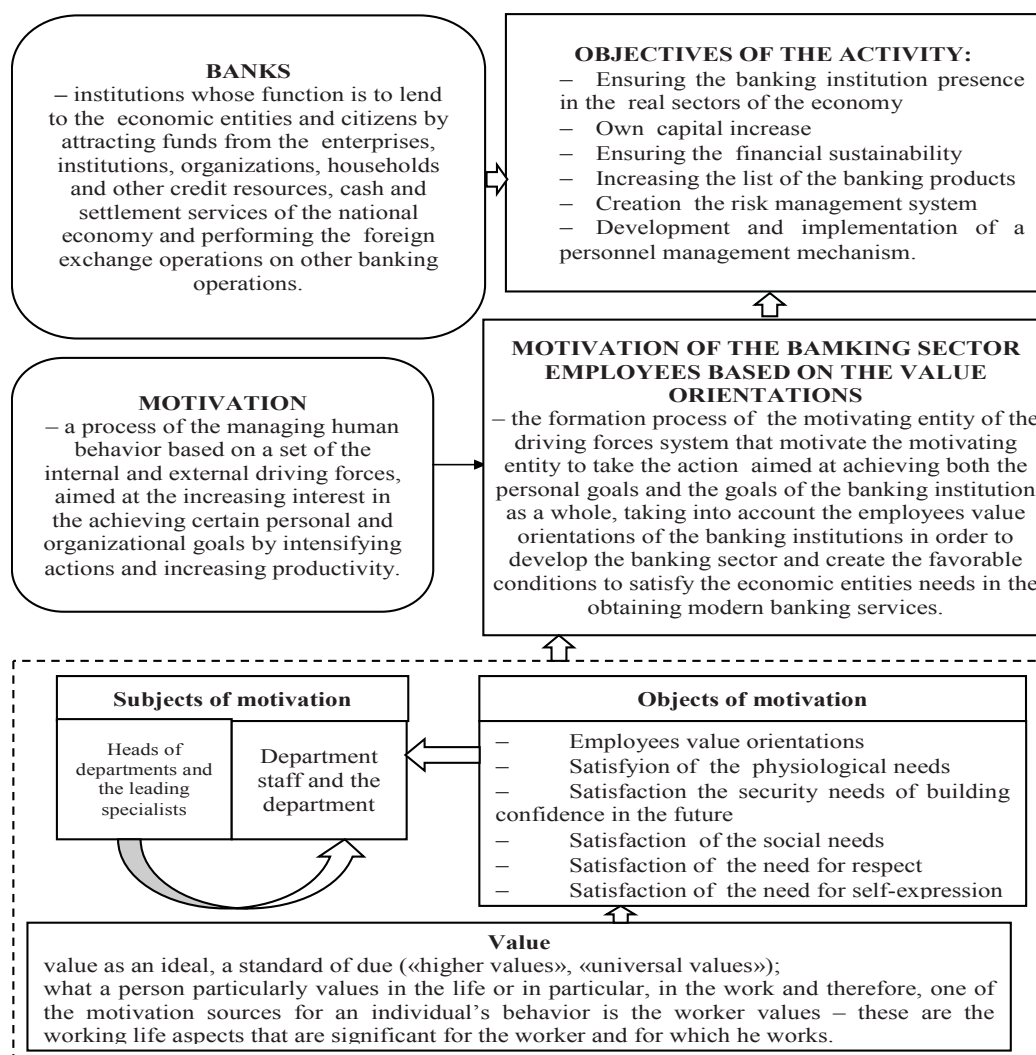 BANKS
– institutions whose function is to lend
to the economic entities and citizens by
attracting funds from the enterprises,
institutions, organizations, households
and other credit resources, cash and
settlement services of the national
economy and performing the foreign
exchange operations on other banking
operations.
OBJECTIVES OF THE ACTIVITY:
– Ensuring the banking institution presence
in the real sectors of the economy
– Own capital increase
– Ensuring the financial sustainability
– Increasing the list of the banking products
– Creation the risk management system
– Development and implementation of a
personnel management mechanism.
MOTIVATION
– a process of the managing human
behavior based on a set of the
internal and external driving forces,
aimed at the increasing interest in
the achieving certain personal and
organizational goals by intensifying
actions and increasing productivity.
MOTIVATION OF THE BAMKING SECTOR
EMPLOYEES BASED ON THE VALUE
ORIENTATIONS
– the formation process of the motivating entity of the
driving forces system that motivate the motivating
entity to take the action aimed at achieving both the
personal goals and the goals of the banking institution
as a whole, taking into account the employees value
orientations of the banking institutions in order to
develop the banking sector and create the favorable
conditions to satisfy the economic entities needs in the
obtaining modern banking services.
Subjects of motivation
Heads of
departments and
the leading
specialists
Department
staff and the
department
Objects of motivation
– Employees value orientations
– Satisfyion of the physiological needs
– Satisfaction the security needs of building
confidence in the future
– Satisfaction of the social needs
– Satisfaction of the need for respect
– Satisfaction of the need for self-expression
Value
value as an ideal, a standard of due («higher values», «universal values»);
what a person particularly values in the life or in particular, in the work and therefore, one of
the motivation sources for an individual's behavior is the worker values – these are the
working life aspects that are significant for the worker and for which he works.